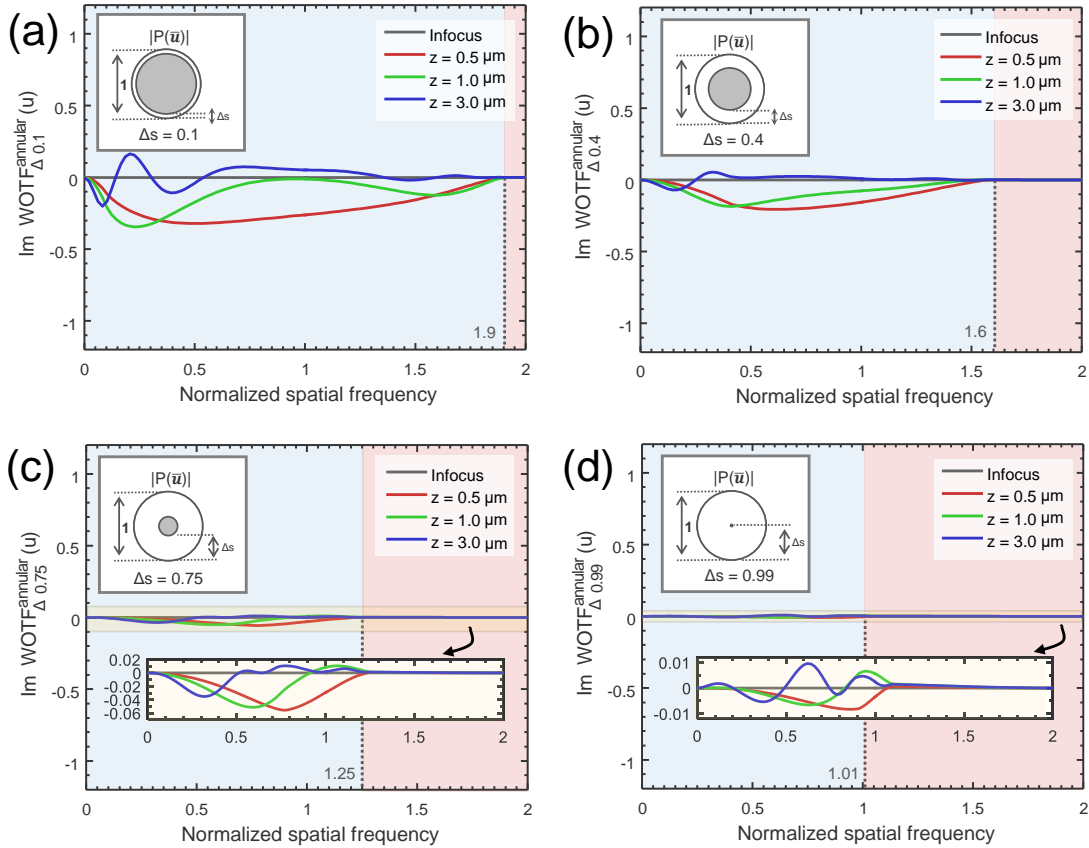 (a)
|P(ū)|
1
Δs
Δs = 0.1
Infocus
z = 0.5 µm
z = 1.0 µm
z = 3.0 µm
1
0.5
0
-0.5
-1
Im WOTF annular Δ 0.1 (u)
1.9
0 0.5 1 1.5 2
Normalized spatial frequency
(b)
|P(ū)|
1
Δs
Δs = 0.4
Infocus
z = 0.5 µm
z = 1.0 µm
z = 3.0 µm
1
0.5
0
-0.5
-1
Im WOTF annular Δ 0.4 (u)
1.6
0 0.5 1 1.5 2
Normalized spatial frequency
(c)
|P(ū)|
1
Δs
Δs = 0.75
Infocus
z = 0.5 µm
z = 1.0 µm
z = 3.0 µm
1
0.5
0
-0.5
-1
Im WOTF annular Δ 0.75 (u)
0.02
0
-0.02
-0.04
-0.06
0 0.5 1 1.5 2
1.25
0 0.5 1 1.5 2
Normalized spatial frequency
(d)
|P(ū)|
1
Δs
Δs = 0.99
Infocus
z = 0.5 µm
z = 1.0 µm
z = 3.0 µm
1
0.5
0
-0.5
-1
Im WOTF annular Δ 0.99 (u)
0.01
0
-0.01
0 0.5 1 1.5 2
1.01
0 0.5 1 1.5 2
Normalized spatial frequency